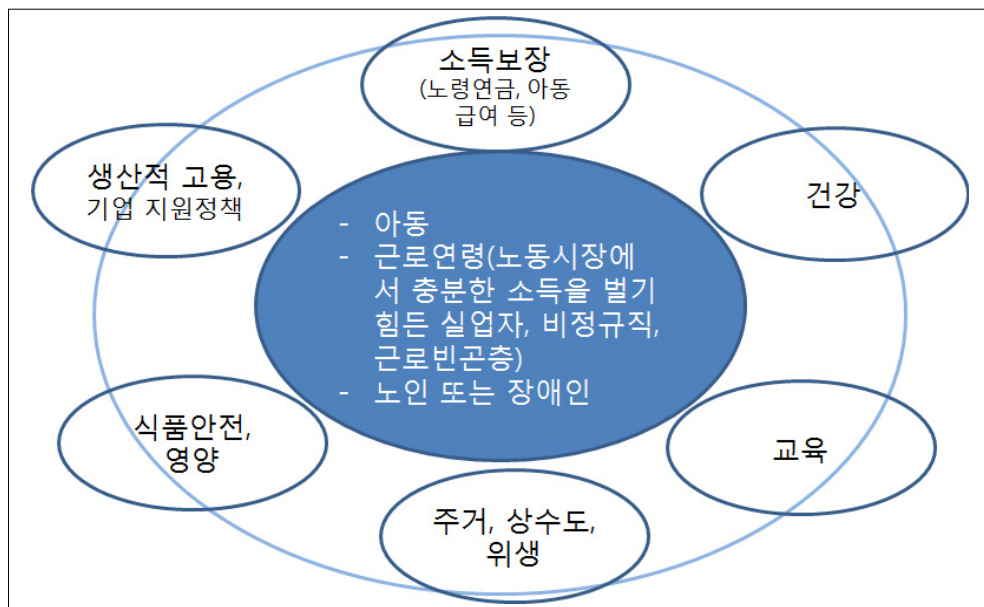 소득보장
(노령연금, 아동
급여 등)
생산적 고용,
기업 지원정책
건강
- 아동
- 근로연령(노동시장에
서 충분한 소득을 벌기
힘든 실업자, 비정규직,
근로빈곤층)
- 노인 또는 장애인
식품안전,
영양
교육
주거, 상수도,
위생